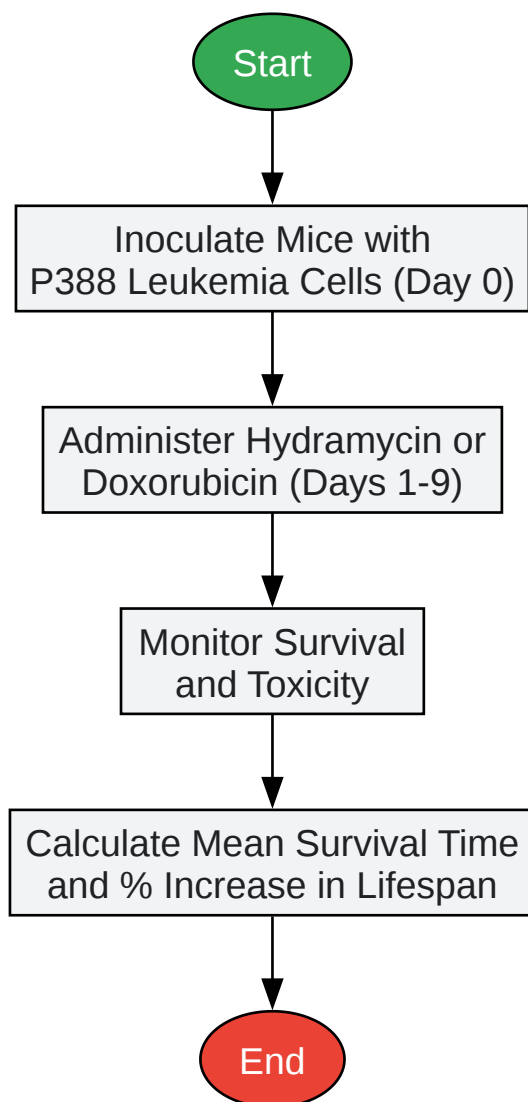 Start
Inoculate Mice with
P388 Leukemia Cells (Day 0)
Administer Hydramycin or
Doxorubicin (Days 1-9)
Monitor Survival
and Toxicity
Calculate Mean Survival Time
and % Increase in Lifespan
End